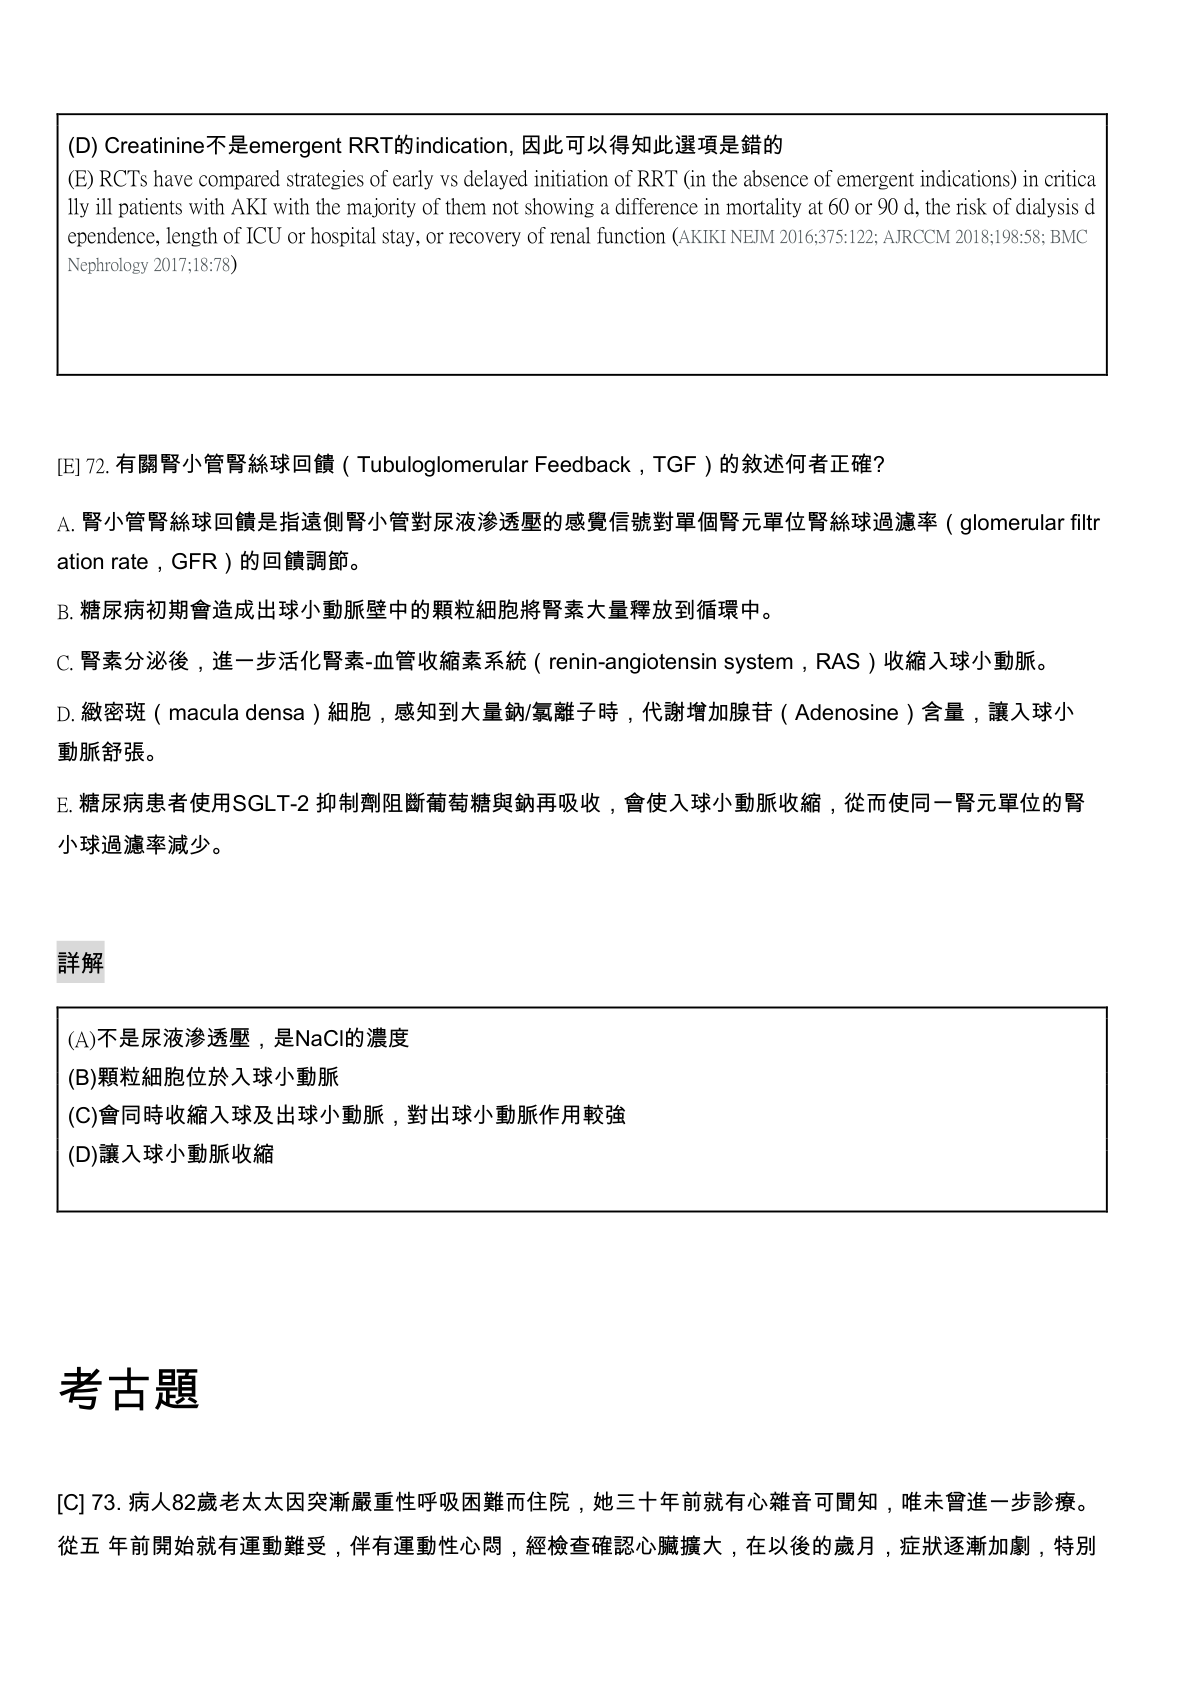 (D) Creatinine不是emergent RRT的indication, 因此可以得知此選項是錯的
(E) RCTs have compared strategies of early vs delayed initiation of RRT (in the absence of emergent indications) in critica
lly ill patients with AKI with the majority of them not showing a difference in mortality at 60 or 90 d, the risk of dialysis d
ependence, length of ICU or hospital stay, or recovery of renal function (AKIKI NEJM 2016;375:122; AJRCCM 2018;198:58; BMC
Nephrology 2017;18:78)
[E] 72. 有關腎小管腎絲球回饋（Tubuloglomerular Feedback，TGF）的敘述何者正確?
A. 腎小管腎絲球回饋是指遠側腎小管對尿液滲透壓的感覺信號對單個腎元單位腎絲球過濾率（glomerular filtr
ation rate，GFR）的回饋調節。
B. 糖尿病初期會造成出球小動脈壁中的顆粒細胞將腎素大量釋放到循環中。
C. 腎素分泌後，進一步活化腎素-血管收縮素系統（renin-angiotensin system，RAS）收縮入球小動脈。
D. 緻密斑（macula densa）細胞，感知到大量鈉/氯離子時，代謝增加腺苷（Adenosine）含量，讓入球小
動脈舒張。
E. 糖尿病患者使用SGLT-2 抑制劑阻斷葡萄糖與鈉再吸收，會使入球小動脈收縮，從而使同一腎元單位的腎
小球過濾率減少。
詳解
(A)不是尿液滲透壓，是NaCl的濃度
(B)顆粒細胞位於入球小動脈
(C)會同時收縮入球及出球小動脈，對出球小動脈作用較強
(D)讓入球小動脈收縮
考古題
[C] 73. 病人82歲老太太因突漸嚴重性呼吸困難而住院，她三十年前就有心雜音可聞知，唯未曾進一步診療。
從五 年前開始就有運動難受，伴有運動性心悶，經檢查確認心臟擴大，在以後的歲月，症狀逐漸加劇，特別